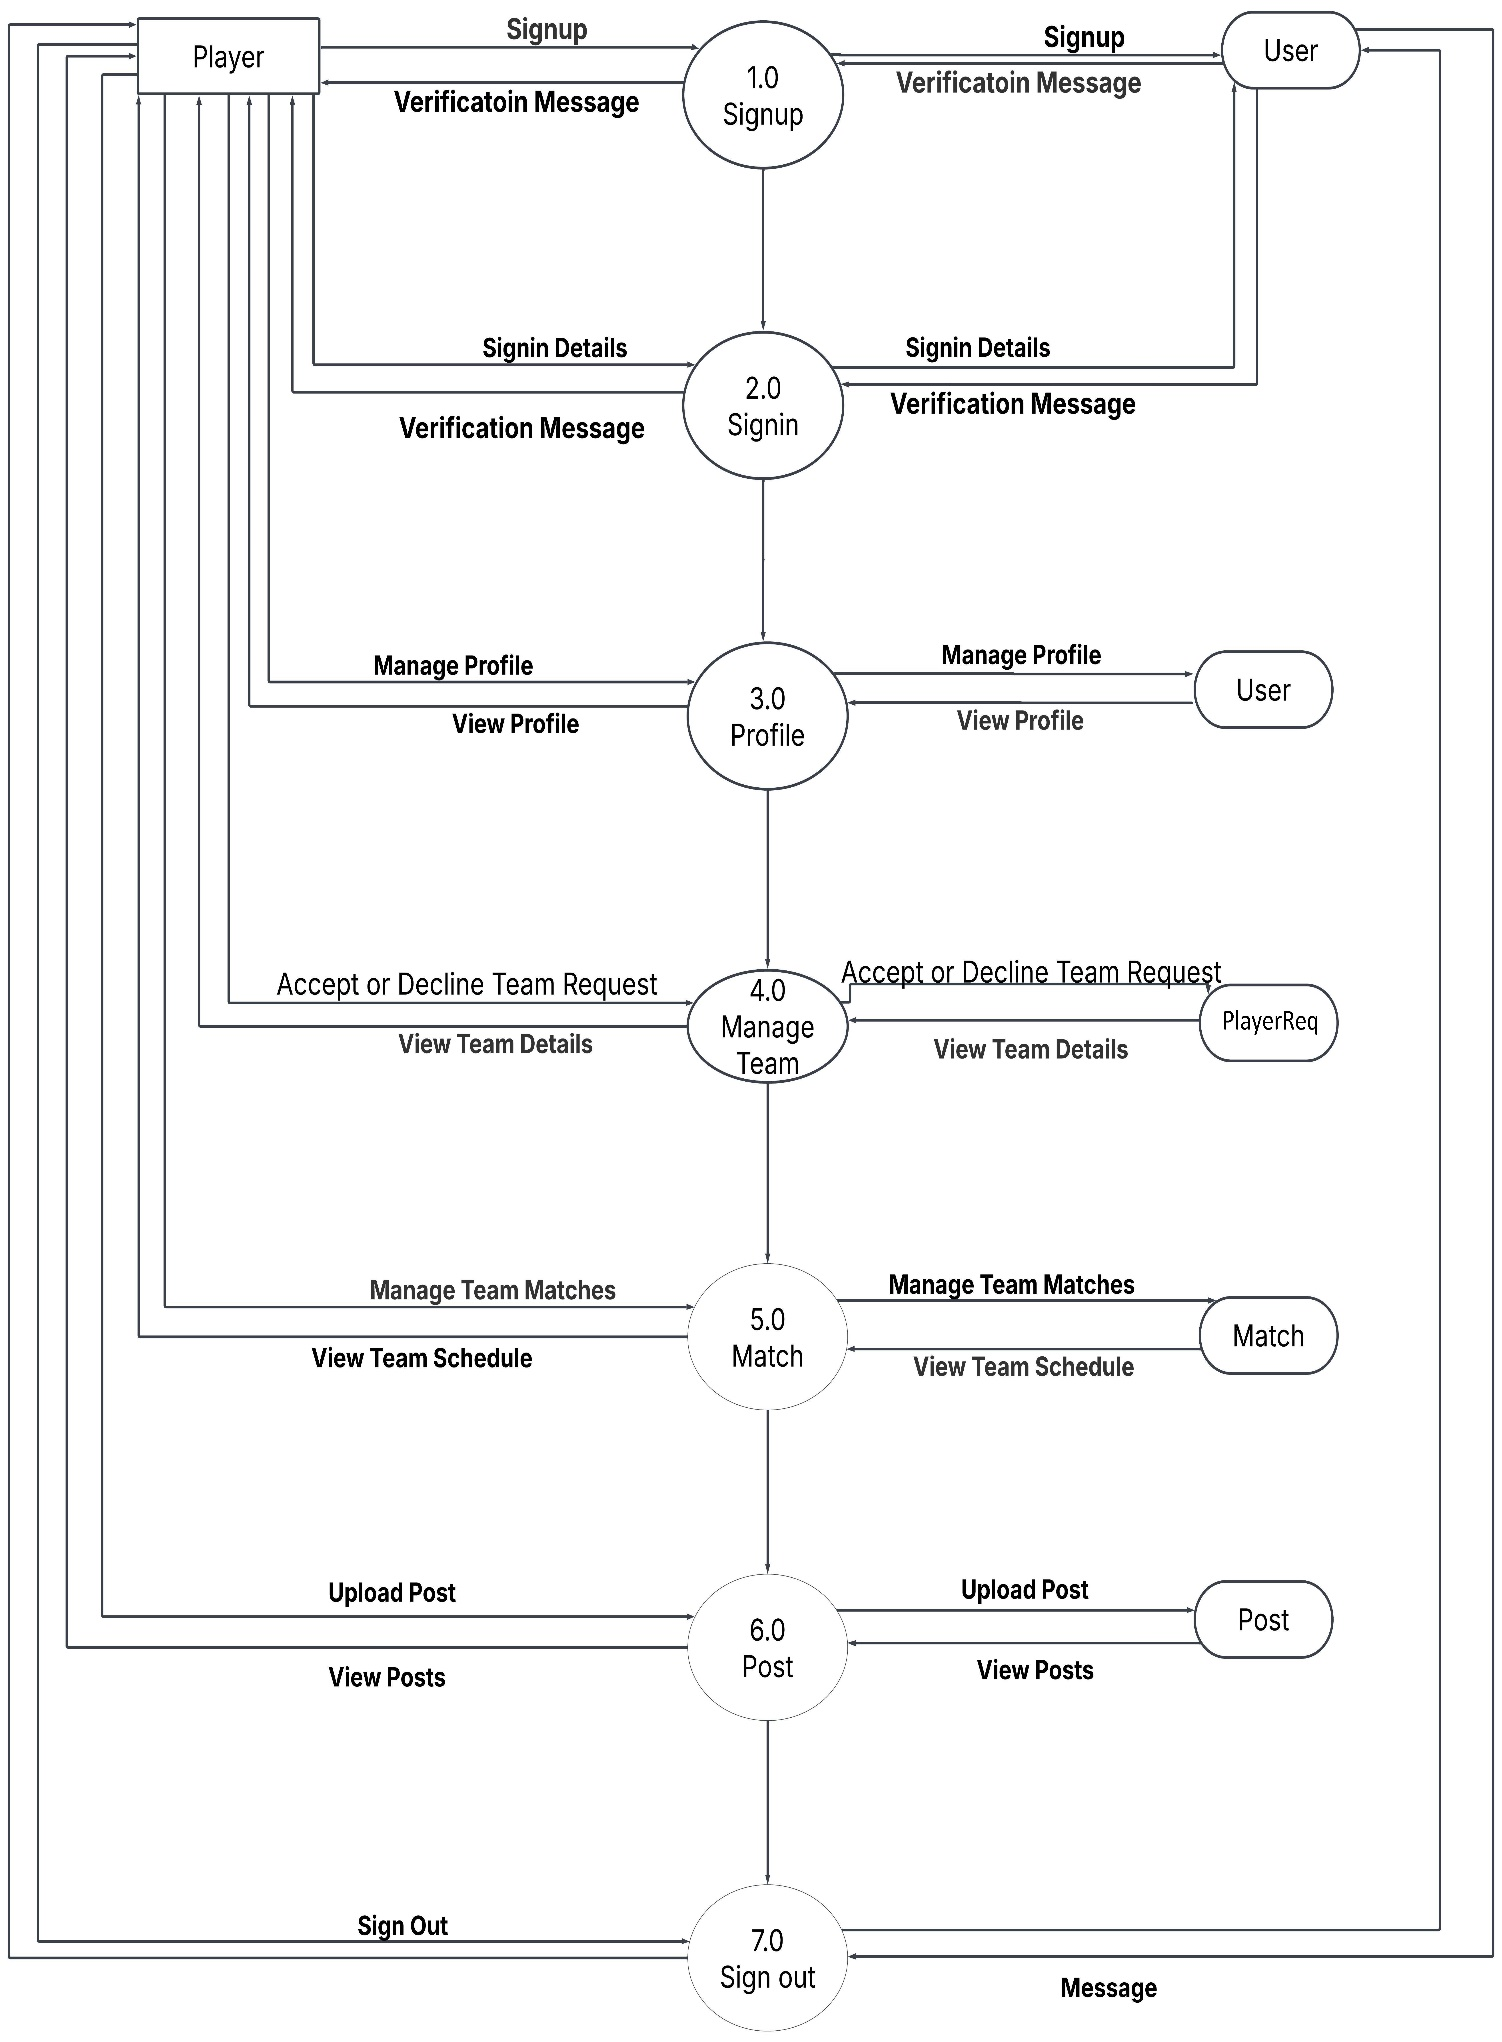 Player
Signup
Verificatoin Message
1.0
Signup
Signup
Verificatoin Message
User
Signin Details
Verification Message
2.0
Signin
Signin Details
Verification Message
Manage Profile
View Profile
3.0
Profile
Manage Profile
View Profile
User
Accept or Decline Team Request
View Team Details
4.0
Manage
Team
Accept or Decline Team Request
View Team Details
PlayerReq
Manage Team Matches
View Team Schedule
5.0
Match
Manage Team Matches
View Team Schedule
Match
Upload Post
View Posts
6.0
Post
Upload Post
View Posts
Post
Sign Out
7.0
Sign out
Message